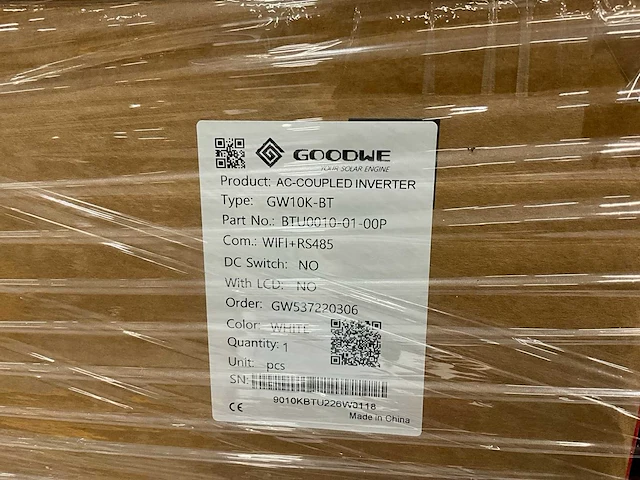 GOODWE
YOUR SOLAR ENGINE
Product: AC-COUPLED INVERTER
Type: GW10K-BT
Part No.: BTU0010-01-00P
Com.: WIFI+RS485
DC Switch: NO
With LCD: NO
Order: GW537220306
Color: WHITE
Quantity: 1
Unit: pcs
SN:
9010KBTU226W0118
CE Made in China